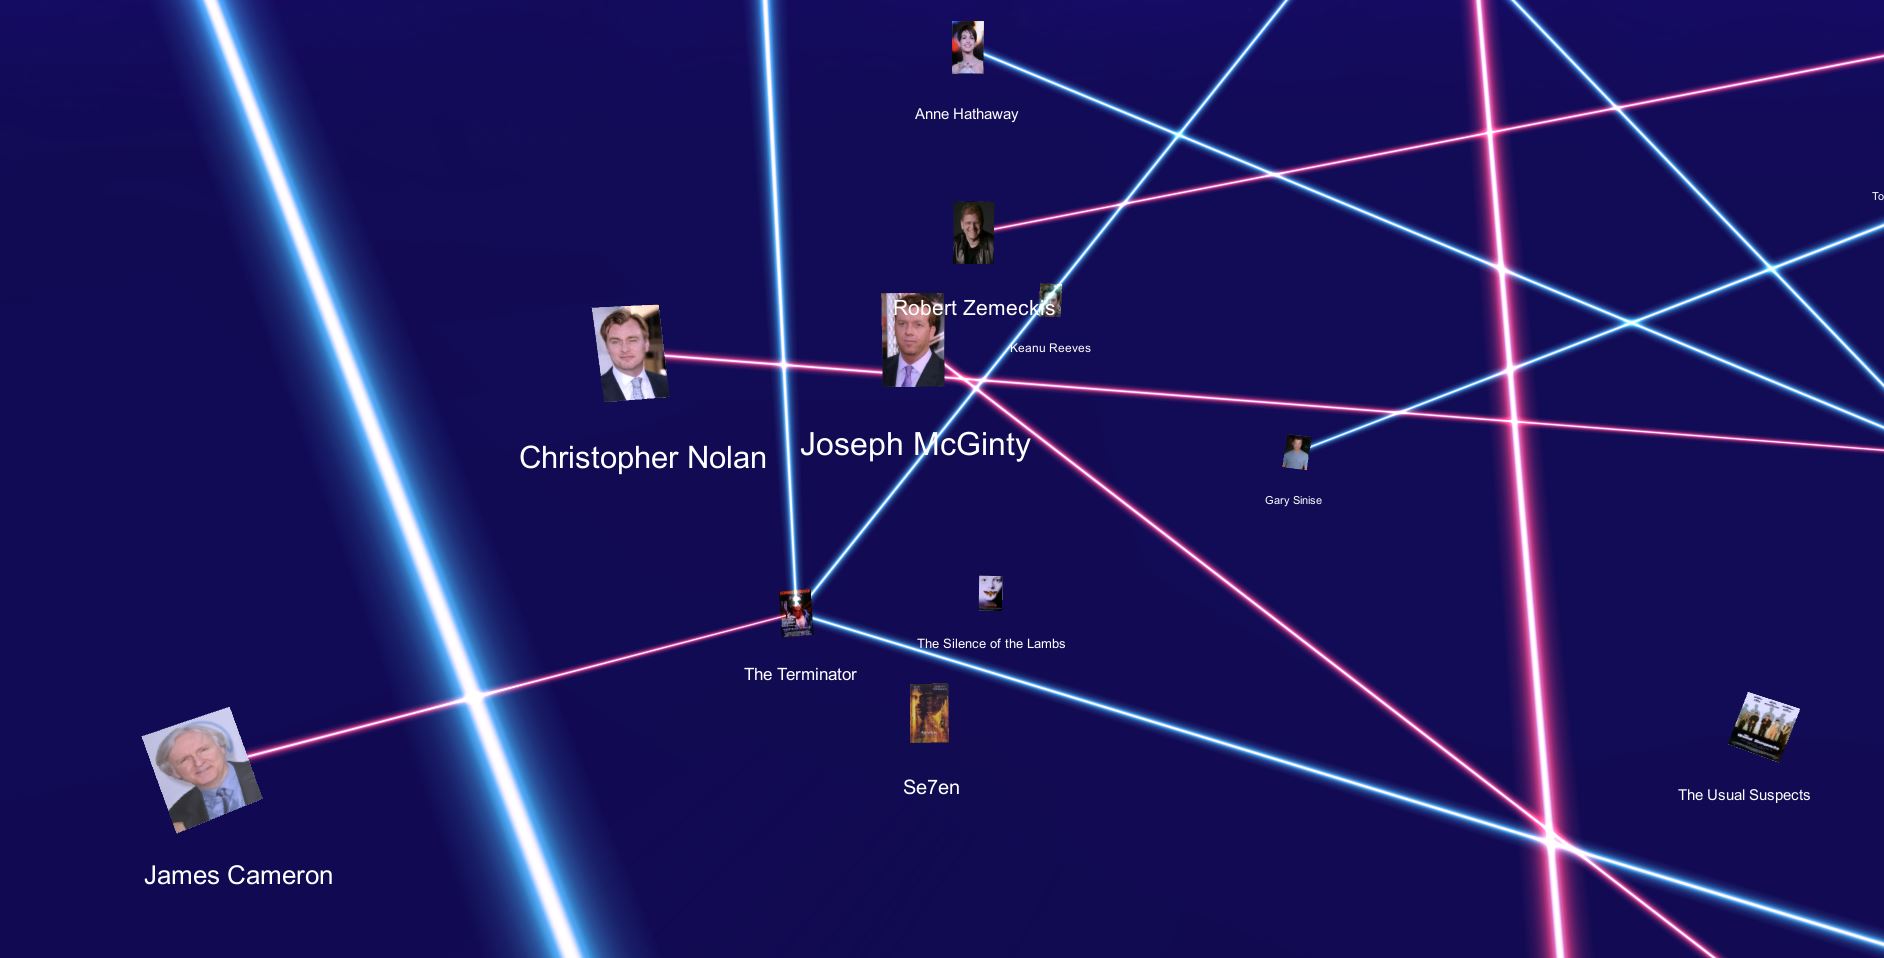 Anne Hathaway
To
Robert Zemeckis
Keanu Reeves
Christopher Nolan
Joseph McGinty
Gary Sinise
The Silence of the Lambs
The Terminator
Se7en
The Usual Suspects
James Cameron